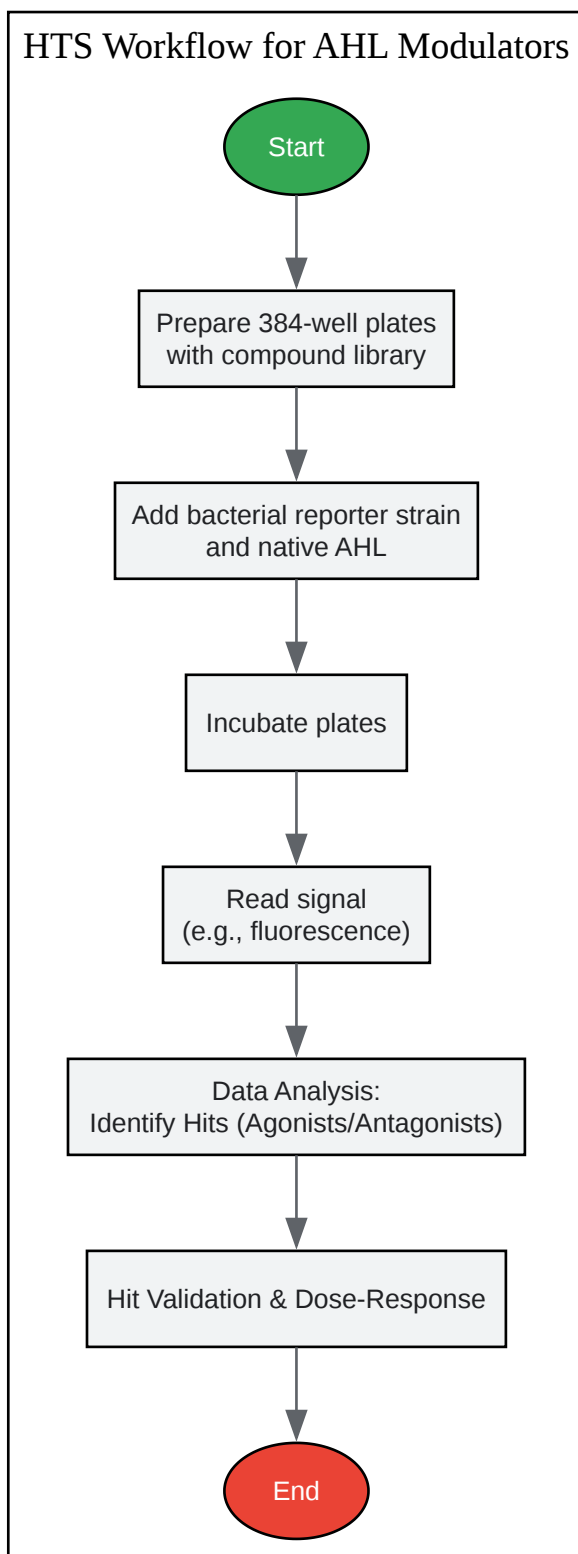 HTS Workflow for AHL Modulators
Start
Prepare 384-well plates
with compound library
Add bacterial reporter strain
and native AHL
Incubate plates
Read signal
(e.g., fluorescence)
Data Analysis:
Identify Hits (Agonists/Antagonists)
Hit Validation & Dose-Response
End